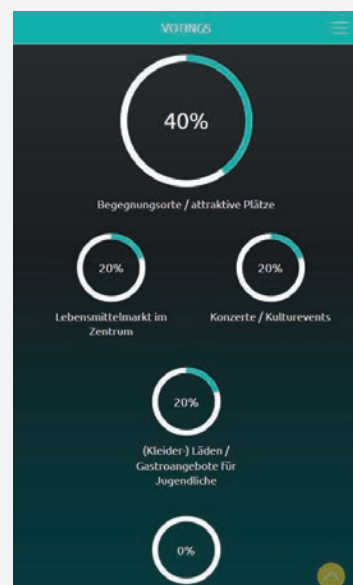 VOTINGS
40%
Begegnungsorte / attraktive Plätze
20%
20%
Lebensmittelmarkt im
Zentrum
Konzerte / Kulturevents
20%
(Kleider-) Läden /
Gastroangebote für
Jugendliche
0%